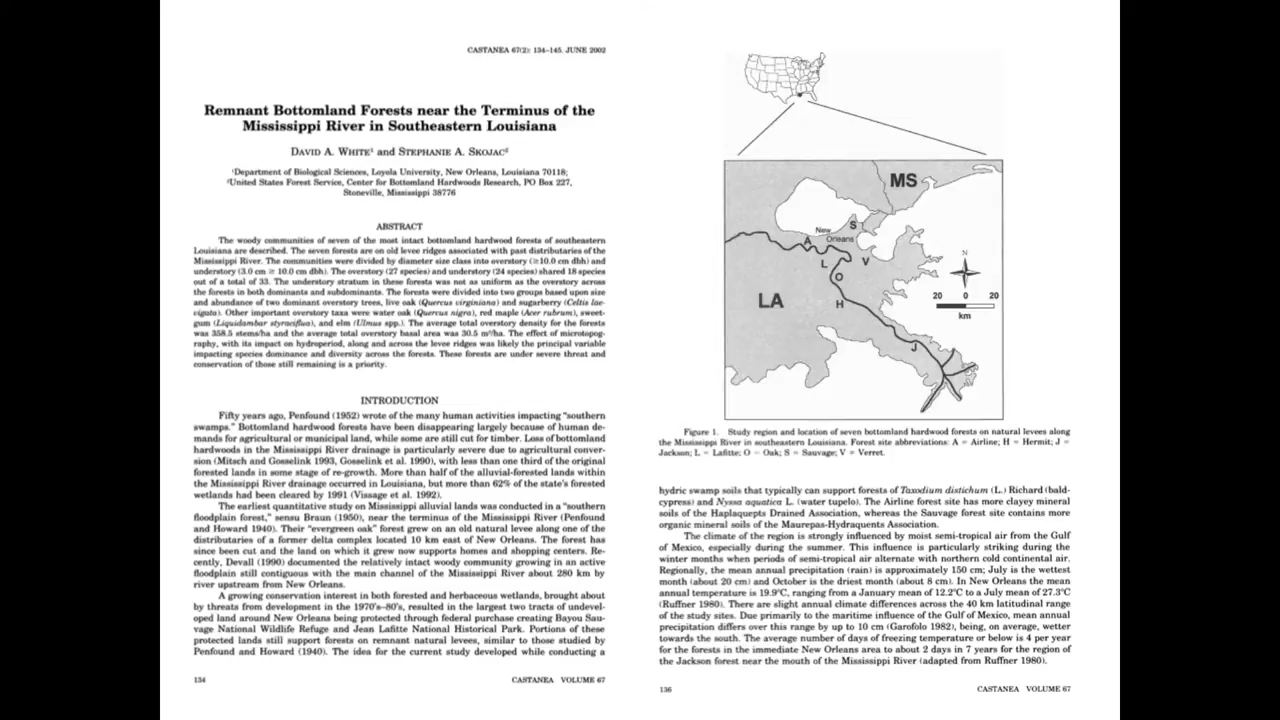 CASTANEA 67(2): 134–145. JUNE 2002
Remnant Bottomland Forests near the Terminus of the
Mississippi River in Southeastern Louisiana
DAVID A. WHITE¹ and STEPHANIE A. SKOJAC²
¹Department of Biological Sciences, Loyola University, New Orleans, Louisiana 70118;
²United States Forest Service, Center for Bottomland Hardwoods Research, PO Box 227,
Stoneville, Mississippi 38776
ABSTRACT
The woody communities of seven of the most intact bottomland hardwood forests of southeastern
Louisiana are described. The seven forests are on old levee ridges associated with past distributaries of the
Mississippi River. The communities were divided by diameter size class into overstory (≥10.0 cm dbh) and
understory (3.0 cm ≥ 10.0 cm dbh). The overstory (27 species) and understory (24 species) shared 18 species
out of a total of 33. The understory stratum in these forests was not as uniform as the overstory across
the forests in both dominants and subdominants. The forests were divided into two groups based upon size
and abundance of two dominant overstory trees, live oak (Quercus virginiana) and sugarberry (Celtis lae-
vigata). Other important overstory taxa were water oak (Quercus nigra), red maple (Acer rubrum), sweet-
gum (Liquidambar styraciflua), and elm (Ulmus spp.). The average total overstory density for the forests
was 358.5 stems/ha and the average total overstory basal area was 30.5 m²/ha. The effect of microtopog-
raphy, with its impact on hydroperiod, along and across the levee ridges was likely the principal variable
impacting species dominance and diversity across the forests. These forests are under severe threat and
conservation of those still remaining is a priority.
INTRODUCTION
Fifty years ago, Penfound (1952) wrote of the many human activities impacting "southern
swamps." Bottomland hardwood forests have been disappearing largely because of human de-
mands for agricultural or municipal land, while some are still cut for timber. Loss of bottomland
hardwoods in the Mississippi River drainage is particularly severe due to agricultural conver-
sion (Mitsch and Gosselink 1993, Gosselink et al. 1990), with less than one third of the original
forested lands in some stage of re-growth. More than half of the alluvial-forested lands within
the Mississippi River drainage occurred in Louisiana, but more than 62% of the state's forested
wetlands had been cleared by 1991 (Vissage et al. 1992).
The earliest quantitative study on Mississippi alluvial lands was conducted in a "southern
floodplain forest," sensu Braun (1950), near the terminus of the Mississippi River (Penfound
and Howard 1940). Their "evergreen oak" forest grew on an old natural levee along one of the
distributaries of a former delta complex located 10 km east of New Orleans. The forest has
since been cut and the land on which it grew now supports homes and shopping centers. Re-
cently, Devall (1990) documented the relatively intact woody community growing in an active
floodplain still contiguous with the main channel of the Mississippi River about 280 km by
river upstream from New Orleans.
A growing conservation interest in both forested and herbaceous wetlands, brought about
by threats from development in the 1970's–80's, resulted in the largest two tracts of undevel-
oped land around New Orleans being protected through federal purchase creating Bayou Sau-
vage National Wildlife Refuge and Jean Lafitte National Historical Park. Portions of these
protected lands still support forests on remnant natural levees, similar to those studied by
Penfound and Howard (1940). The idea for the current study developed while conducting a
134
CASTANEA VOLUME 67
MS
S
New
Orleans
A
L
V
O
LA
H
J
N
20 0 20
km
Figure 1. Study region and location of seven bottomland hardwood forests on natural levees along
the Mississippi River in southeastern Louisiana. Forest site abbreviations: A = Airline; H = Hermit; J =
Jackson; L = Lafitte; O = Oak; S = Sauvage; V = Verret.
hydric swamp soils that typically can support forests of Taxodium distichum (L.) Richard (bald-
cypress) and Nyssa aquatica L. (water tupelo). The Airline forest site has more clayey mineral
soils of the Haplaquepts Drained Association, whereas the Sauvage forest site contains more
organic mineral soils of the Maurepas-Hydraquents Association.
The climate of the region is strongly influenced by moist semi-tropical air from the Gulf
of Mexico, especially during the summer. This influence is particularly striking during the
winter months when periods of semi-tropical air alternate with northern cold continental air.
Regionally, the mean annual precipitation (rain) is approximately 150 cm; July is the wettest
month (about 20 cm) and October is the driest month (about 8 cm). In New Orleans the mean
annual temperature is 19.9°C, ranging from a January mean of 12.2°C to a July mean of 27.3°C
(Ruffner 1980). There are slight annual climate differences across the 40 km latitudinal range
of the study sites. Due primarily to the maritime influence of the Gulf of Mexico, mean annual
precipitation differs over this range by up to 10 cm (Garofolo 1982), being, on average, wetter
towards the south. The average number of days of freezing temperature or below is 4 per year
for the forests in the immediate New Orleans area to about 2 days in 7 years for the region of
the Jackson forest near the mouth of the Mississippi River (adapted from Ruffner 1980).
136
CASTANEA VOLUME 67